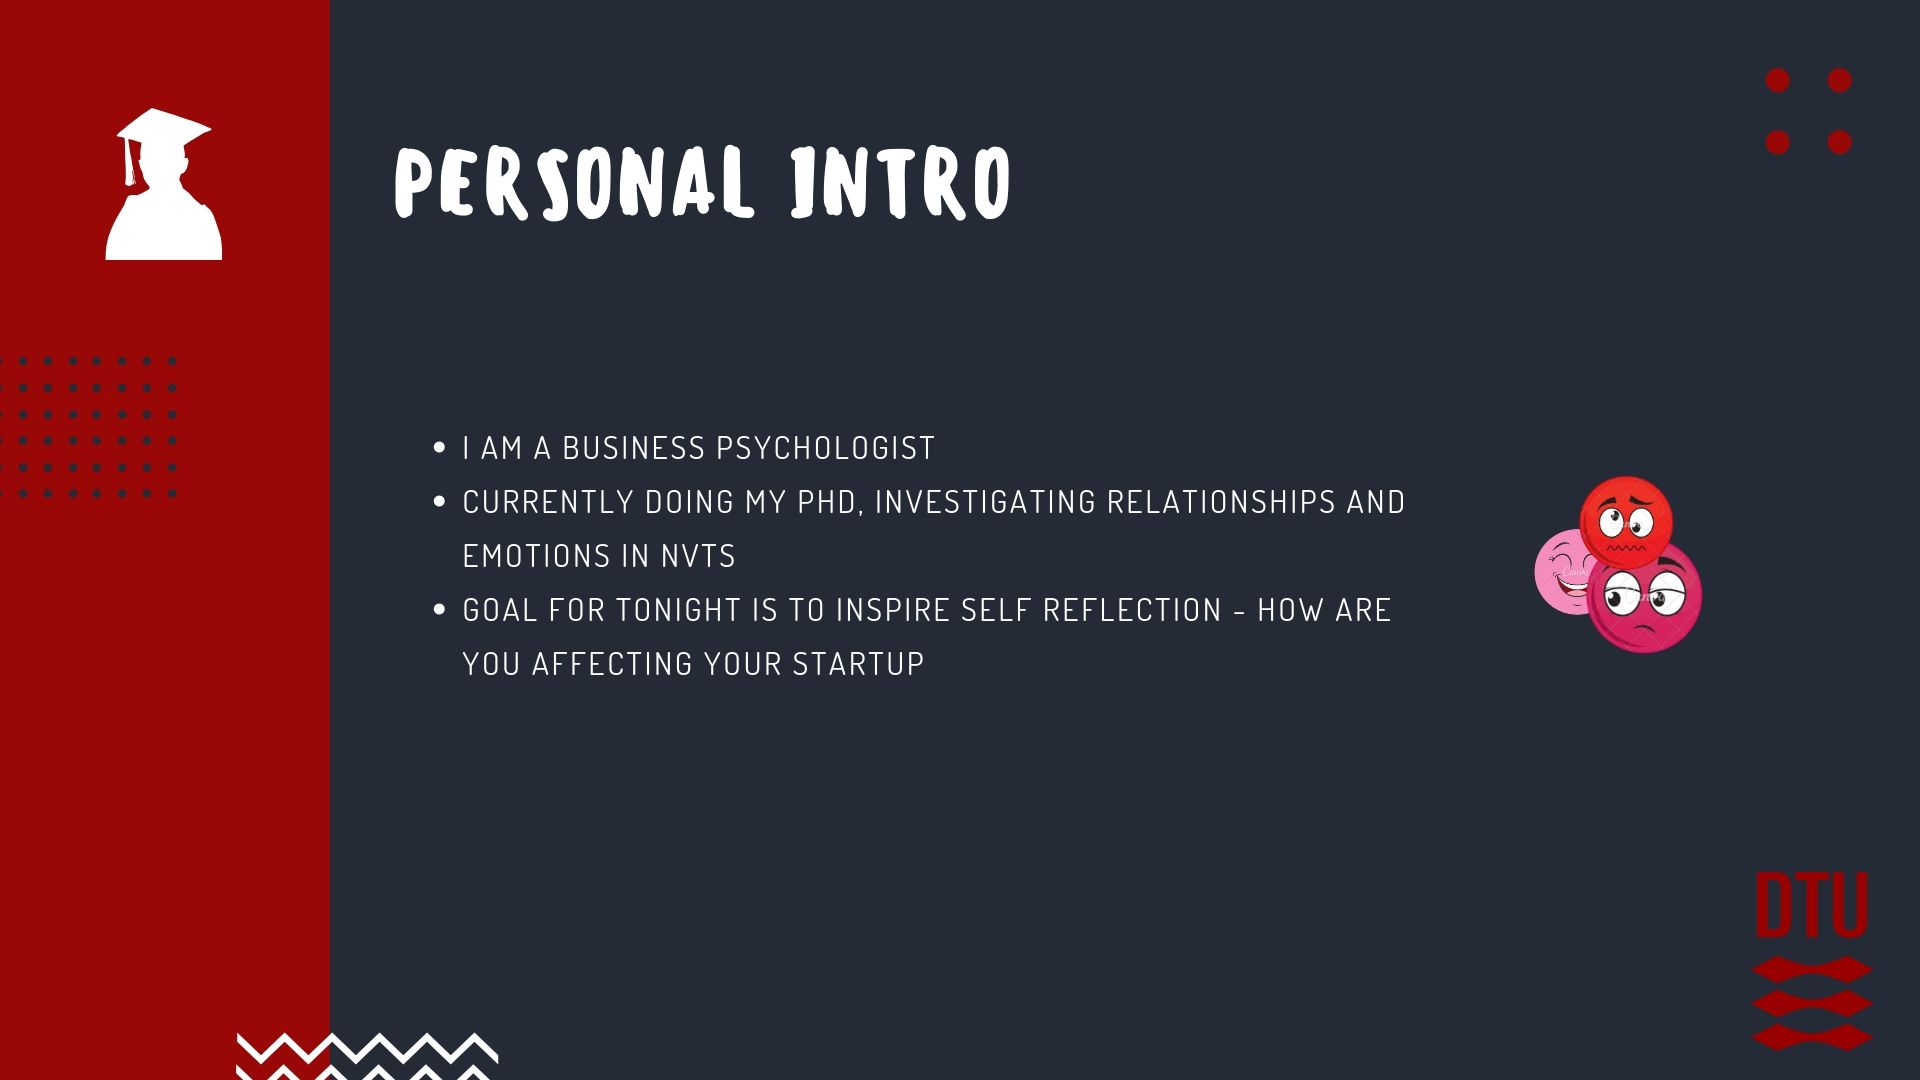 PERSONAL INTRO
• I AM A BUSINESS PSYCHOLOGIST
• CURRENTLY DOING MY PHD, INVESTIGATING RELATIONSHIPS AND
EMOTIONS IN NVTS
• GOAL FOR TONIGHT IS TO INSPIRE SELF REFLECTION - HOW ARE
YOU AFFECTING YOUR STARTUP
DTU